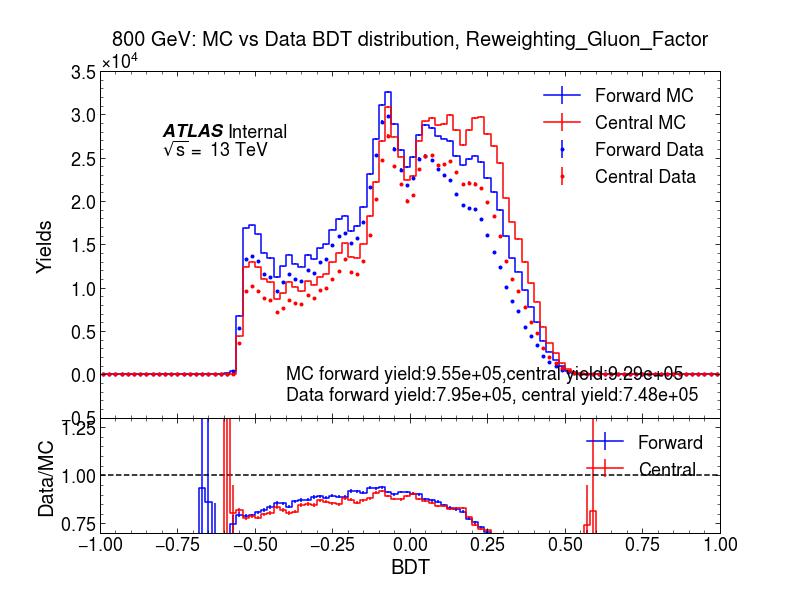 800 GeV: MC vs Data BDT distribution, Reweighting_Gluon_Factor
×10⁴
3.5
3.0
2.5
2.0
1.5
1.0
0.5
0.0
0.5
Yields
ATLAS Internal
√s = 13 TeV
Forward MC
Central MC
Forward Data
Central Data
MC forward yield:9.55e+05,central yield:9.29e+05
Data forward yield:7.95e+05, central yield:7.48e+05
1.25
1.00
0.75
Data/MC
Forward
Central
−1.00 −0.75 −0.50 −0.25 0.00 0.25 0.50 0.75 1.00
BDT